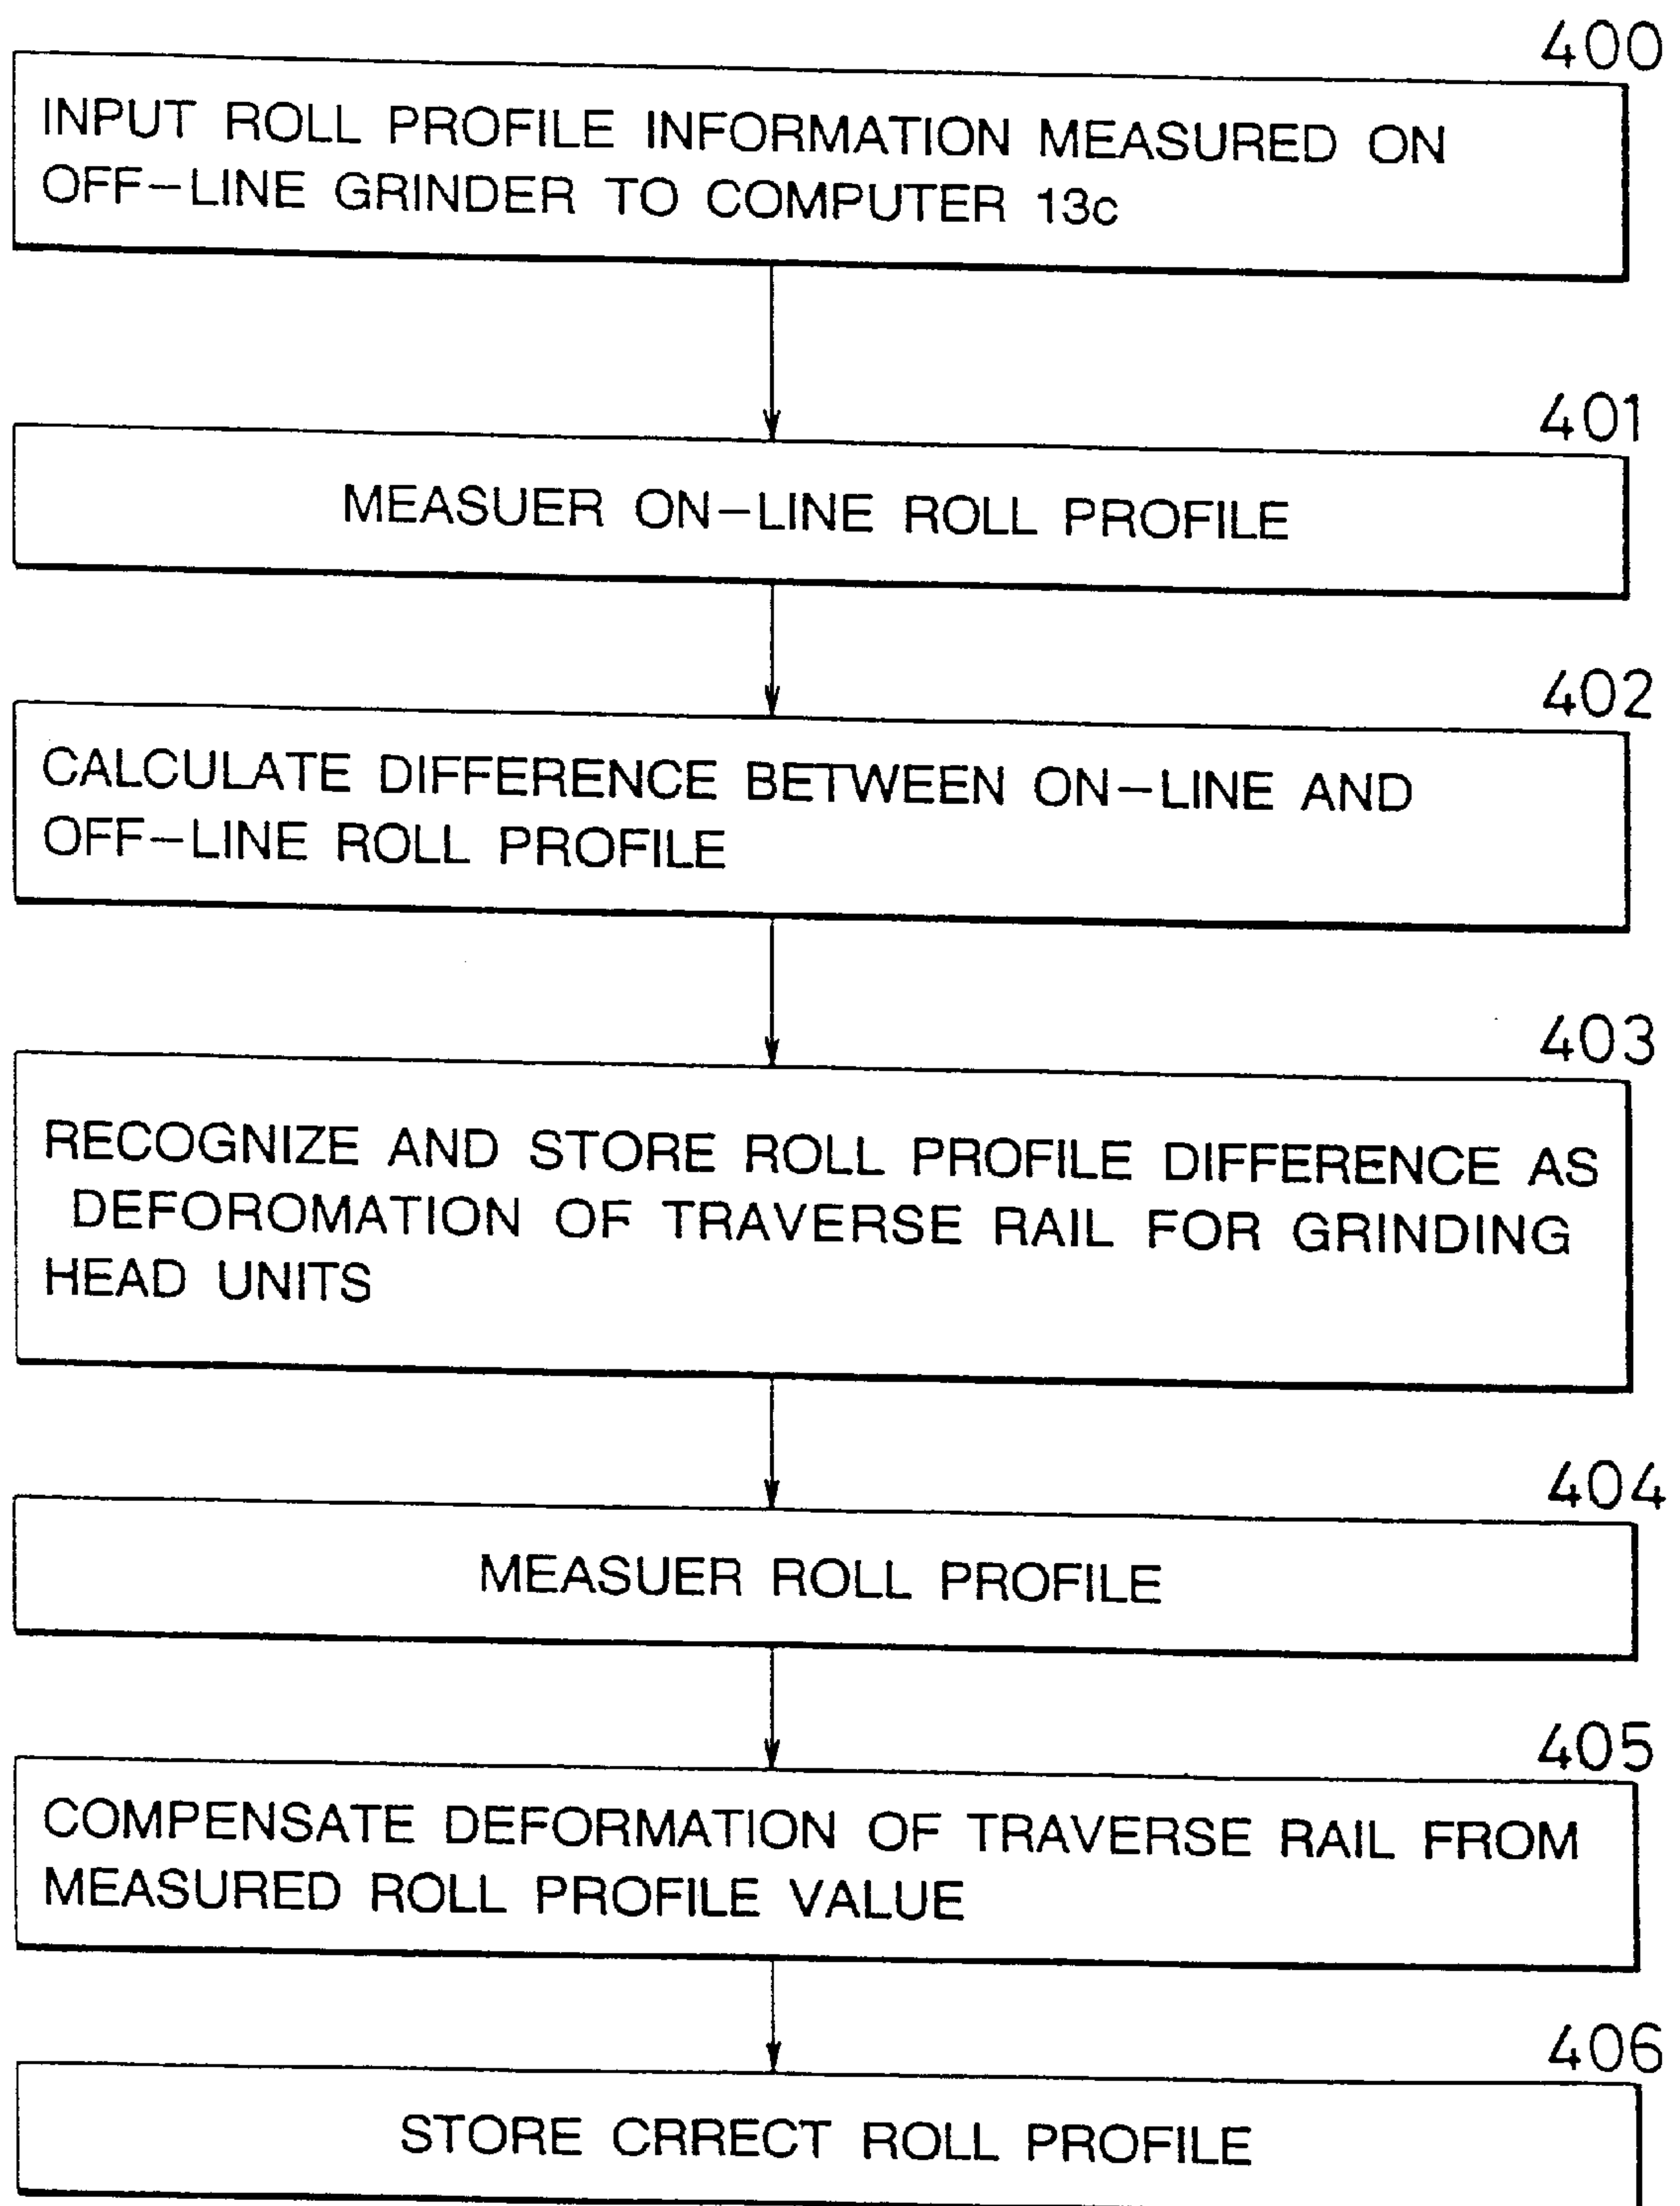 400
INPUT ROLL PROFILE INFORMATION MEASURED ON
OFF-LINE GRINDER TO COMPUTER 13c
401
MEASUER ON-LINE ROLL PROFILE
402
CALCULATE DIFFERENCE BETWEEN ON-LINE AND
OFF-LINE ROLL PROFILE
403
RECOGNIZE AND STORE ROLL PROFILE DIFFERENCE AS
DEFOROMATION OF TRAVERSE RAIL FOR GRINDING
HEAD UNITS
404
MEASUER ROLL PROFILE
405
COMPENSATE DEFORMATION OF TRAVERSE RAIL FROM
MEASURED ROLL PROFILE VALUE
406
STORE CRRECT ROLL PROFILE